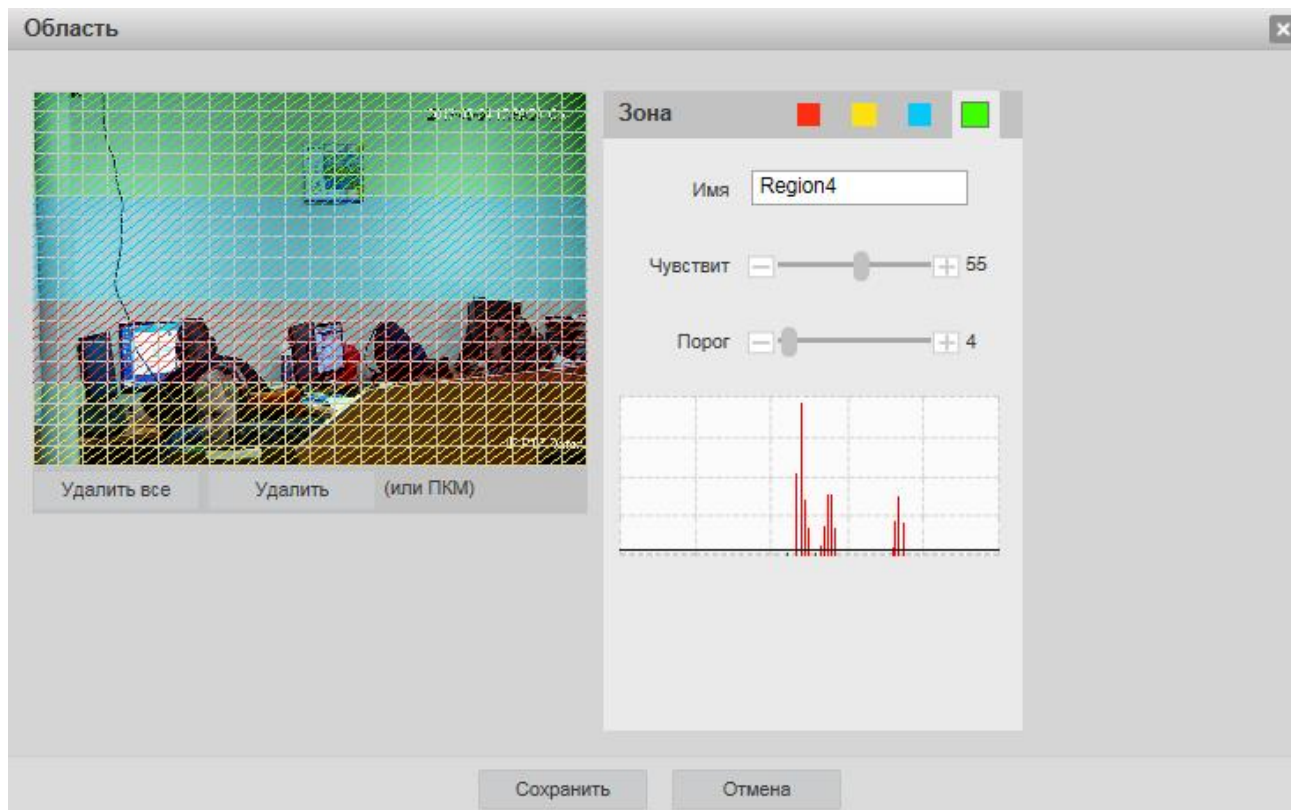 Область
Зона
Имя
Region4
Чувствит
55
Порог
4
Удалить все
Удалить
(или ПКМ)
Сохранить
Отмена